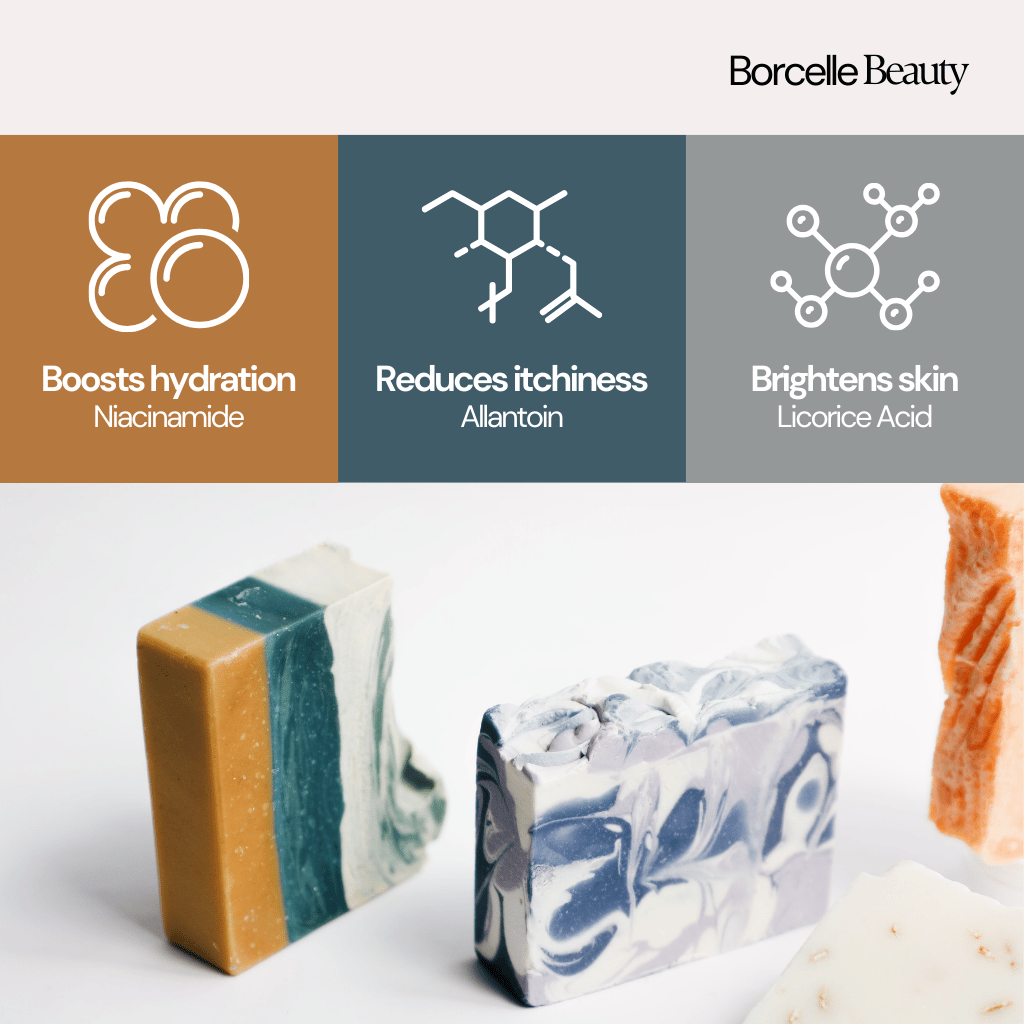 Borcelle Beauty
Boosts hydration
Niacinamide
Reduces itchiness
Allantoin
Brightens skin
Licorice Acid